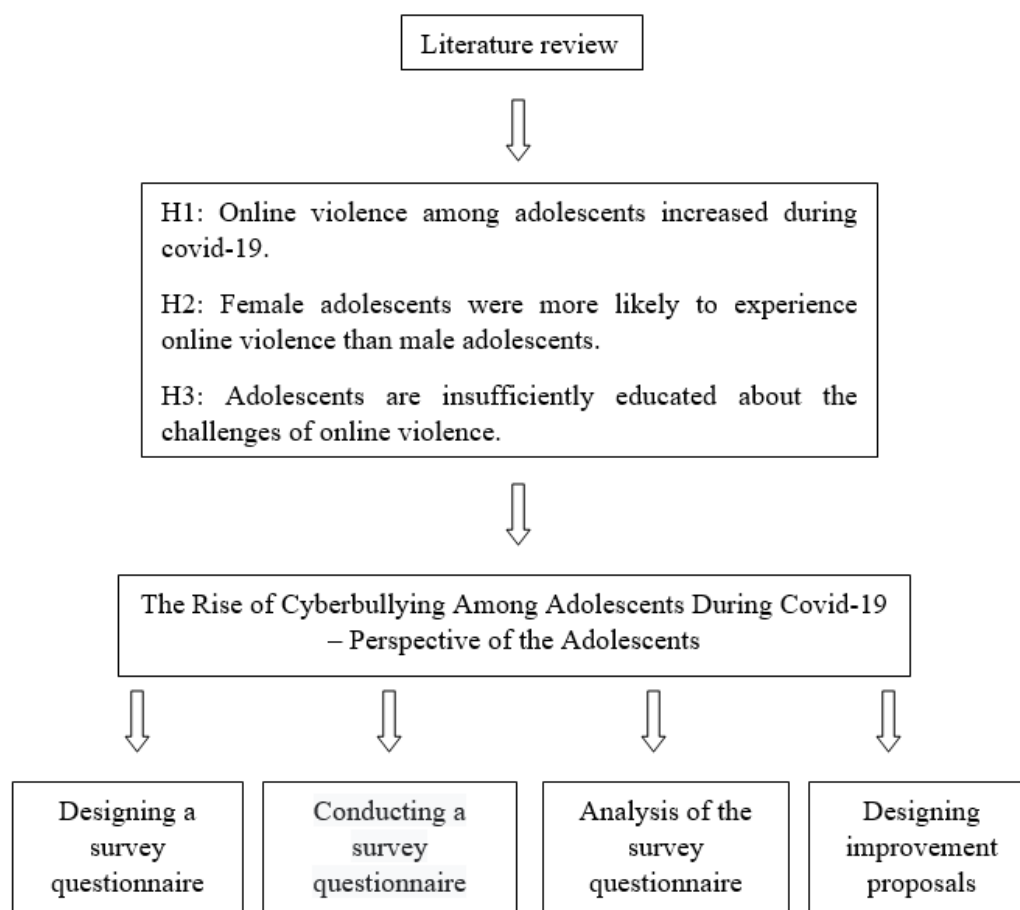 Literature review
H1: Online violence among adolescents increased during
covid-19.
H2: Female adolescents were more likely to experience
online violence than male adolescents.
H3: Adolescents are insufficiently educated about the
challenges of online violence.
The Rise of Cyberbullying Among Adolescents During Covid-19
– Perspective of the Adolescents
Designing a
survey
questionnaire
Conducting a
survey
questionnaire
Analysis of the
survey
questionnaire
Designing
improvement
proposals